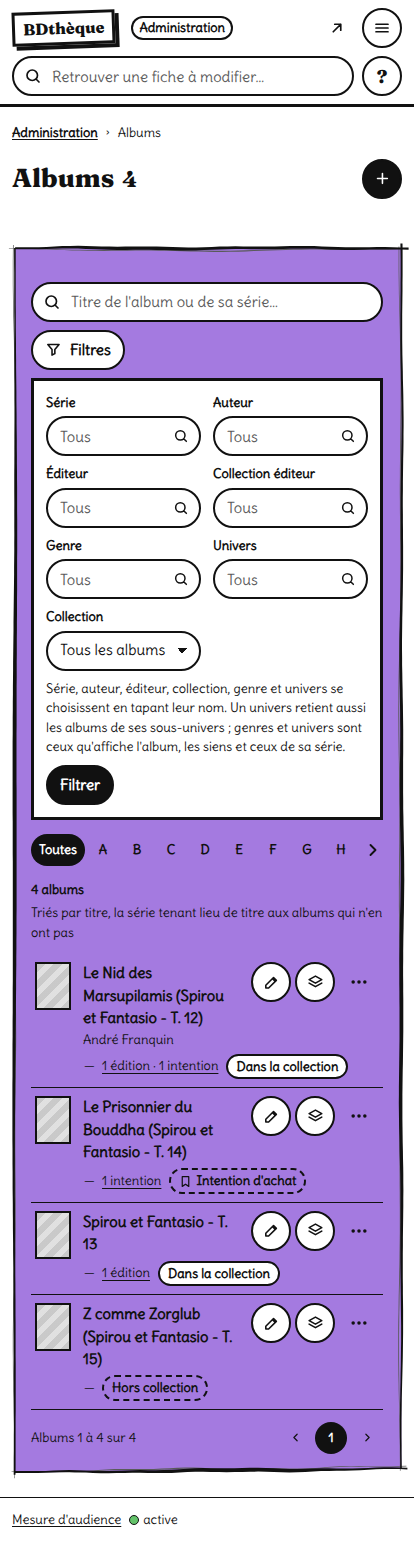 BDthèque Administration
Retrouver une fiche à modifier... ?
Administration › Albums
Albums 4
Titre de l'album ou de sa série...
Filtres
Série Auteur
Tous Tous
Éditeur Collection éditeur
Tous Tous
Genre Univers
Tous Tous
Collection
Tous les albums
Série, auteur, éditeur, collection, genre et univers se
choisissent en tapant leur nom. Un univers retient aussi
les albums de ses sous-univers ; genres et univers sont
ceux qu'affiche l'album, les siens et ceux de sa série.
Filtrer
Toutes A B C D E F G H
4 albums
Triés par titre, la série tenant lieu de titre aux albums qui n'en
ont pas
Le Nid des
Marsupilamis (Spirou
et Fantasio - T. 12)
André Franquin
— 1 édition · 1 intention Dans la collection
Le Prisonnier du
Bouddha (Spirou et
Fantasio - T. 14)
— 1 intention Intention d'achat
Spirou et Fantasio - T.
13
— 1 édition Dans la collection
Z comme Zorglub
(Spirou et Fantasio - T.
15)
— Hors collection
Albums 1 à 4 sur 4 ‹ 1 ›
Mesure d'audience active